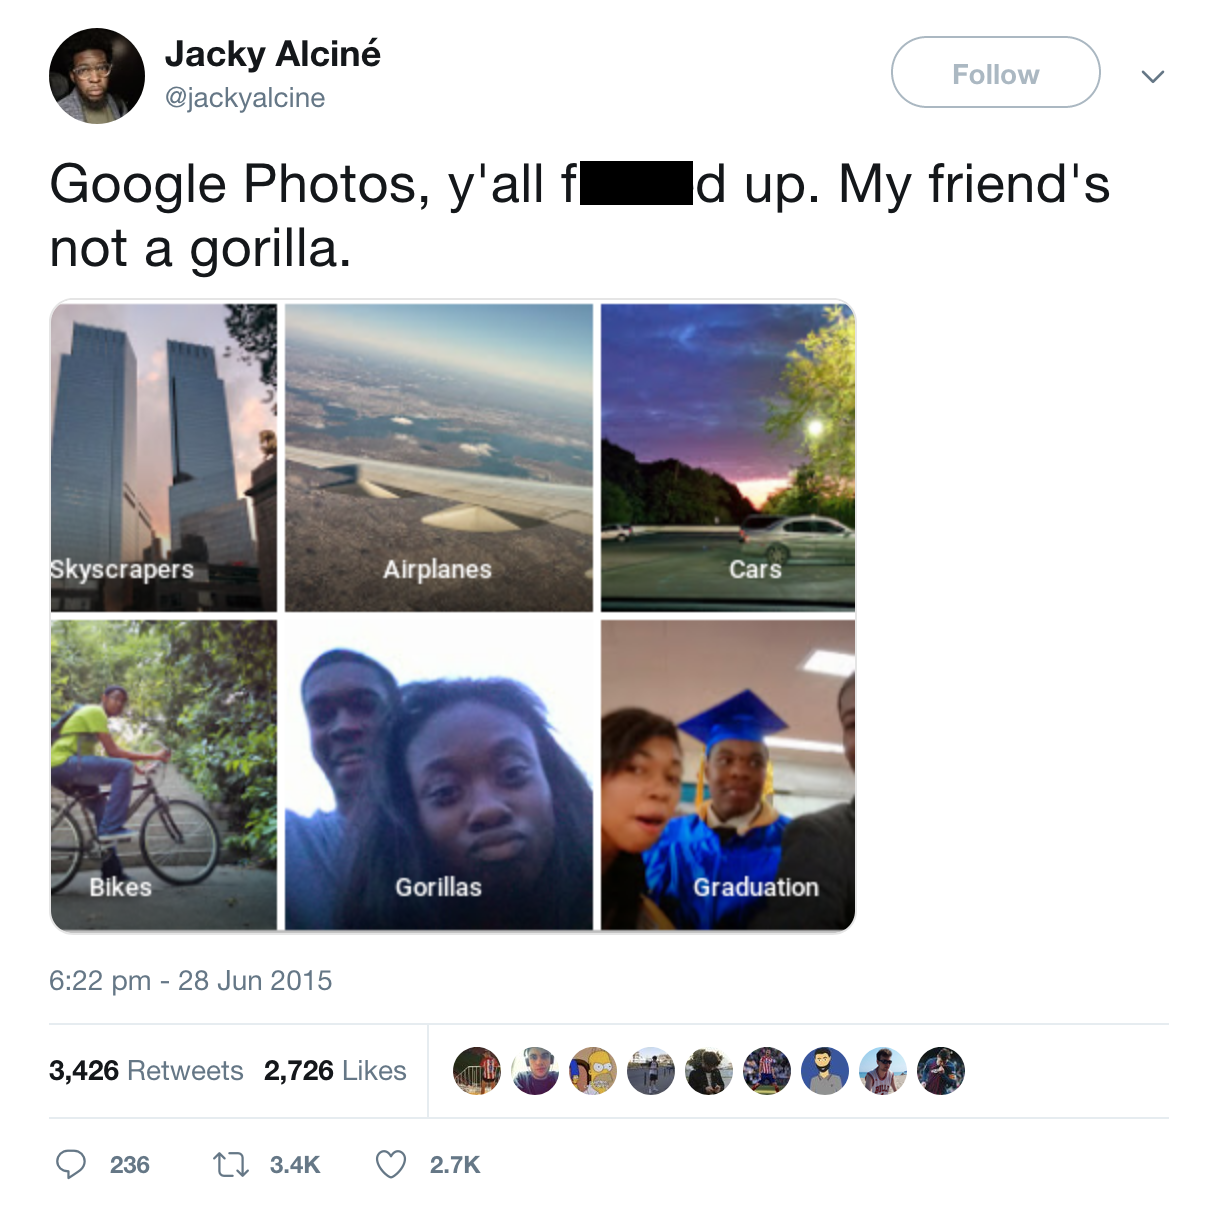 Jacky Alciné
@jackyalcine
Follow
Google Photos, y'all f d up. My friend's
not a gorilla.
Skyscrapers
Airplanes
Cars
Bikes
Gorillas
Graduation
6:22 pm - 28 Jun 2015
3,426 Retweets 2,726 Likes
236 3.4K 2.7K